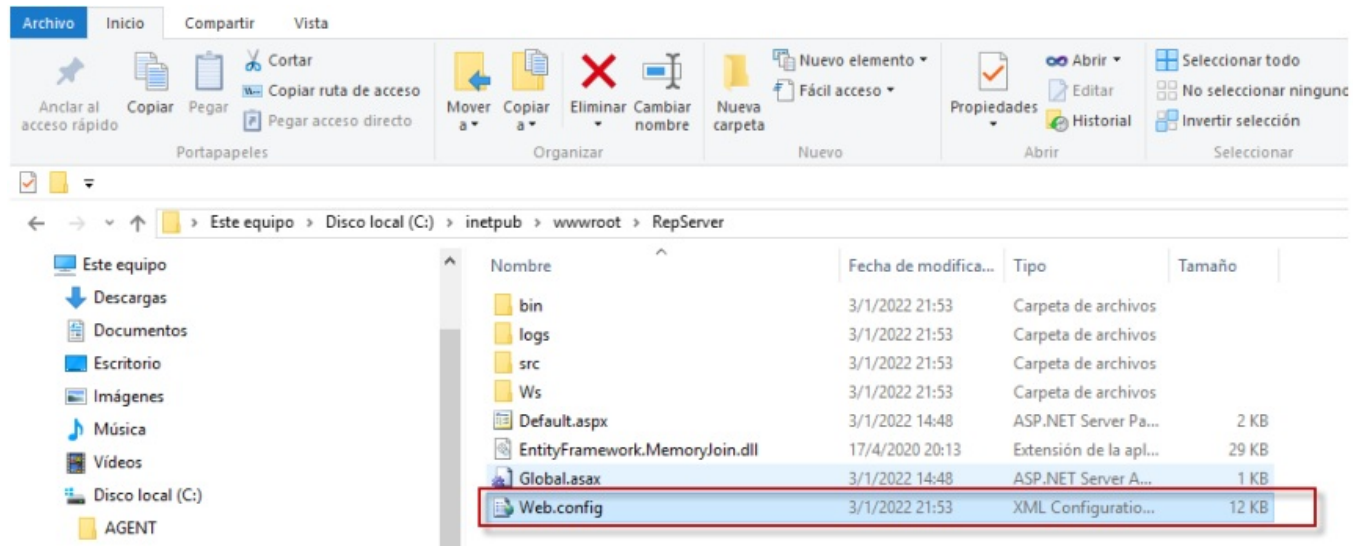 Archivo Inicio Compartir Vista
Anclar al acceso rápido
Copiar
Pegar
Cortar
Copiar ruta de acceso
Pegar acceso directo
Portapapeles
Mover a
Copiar a
Eliminar
Cambiar nombre
Organizar
Nueva carpeta
Nuevo elemento
Fácil acceso
Nuevo
Propiedades
Abrir
Editar
Historial
Abrir
Seleccionar todo
No seleccionar ninguno
Invertir selección
Seleccionar
Este equipo > Disco local (C:) > inetpub > wwwroot > RepServer
Este equipo
Descargas
Documentos
Escritorio
Imágenes
Música
Vídeos
Disco local (C:)
AGENT
Nombre Fecha de modifica... Tipo Tamaño
bin 3/1/2022 21:53 Carpeta de archivos
logs 3/1/2022 21:53 Carpeta de archivos
src 3/1/2022 21:53 Carpeta de archivos
Ws 3/1/2022 21:53 Carpeta de archivos
Default.aspx 3/1/2022 14:48 ASP.NET Server Pa... 2 KB
EntityFramework.MemoryJoin.dll 17/4/2020 20:13 Extensión de la apl... 29 KB
Global.asax 3/1/2022 14:48 ASP.NET Server A... 1 KB
Web.config 3/1/2022 21:53 XML Configuratio... 12 KB